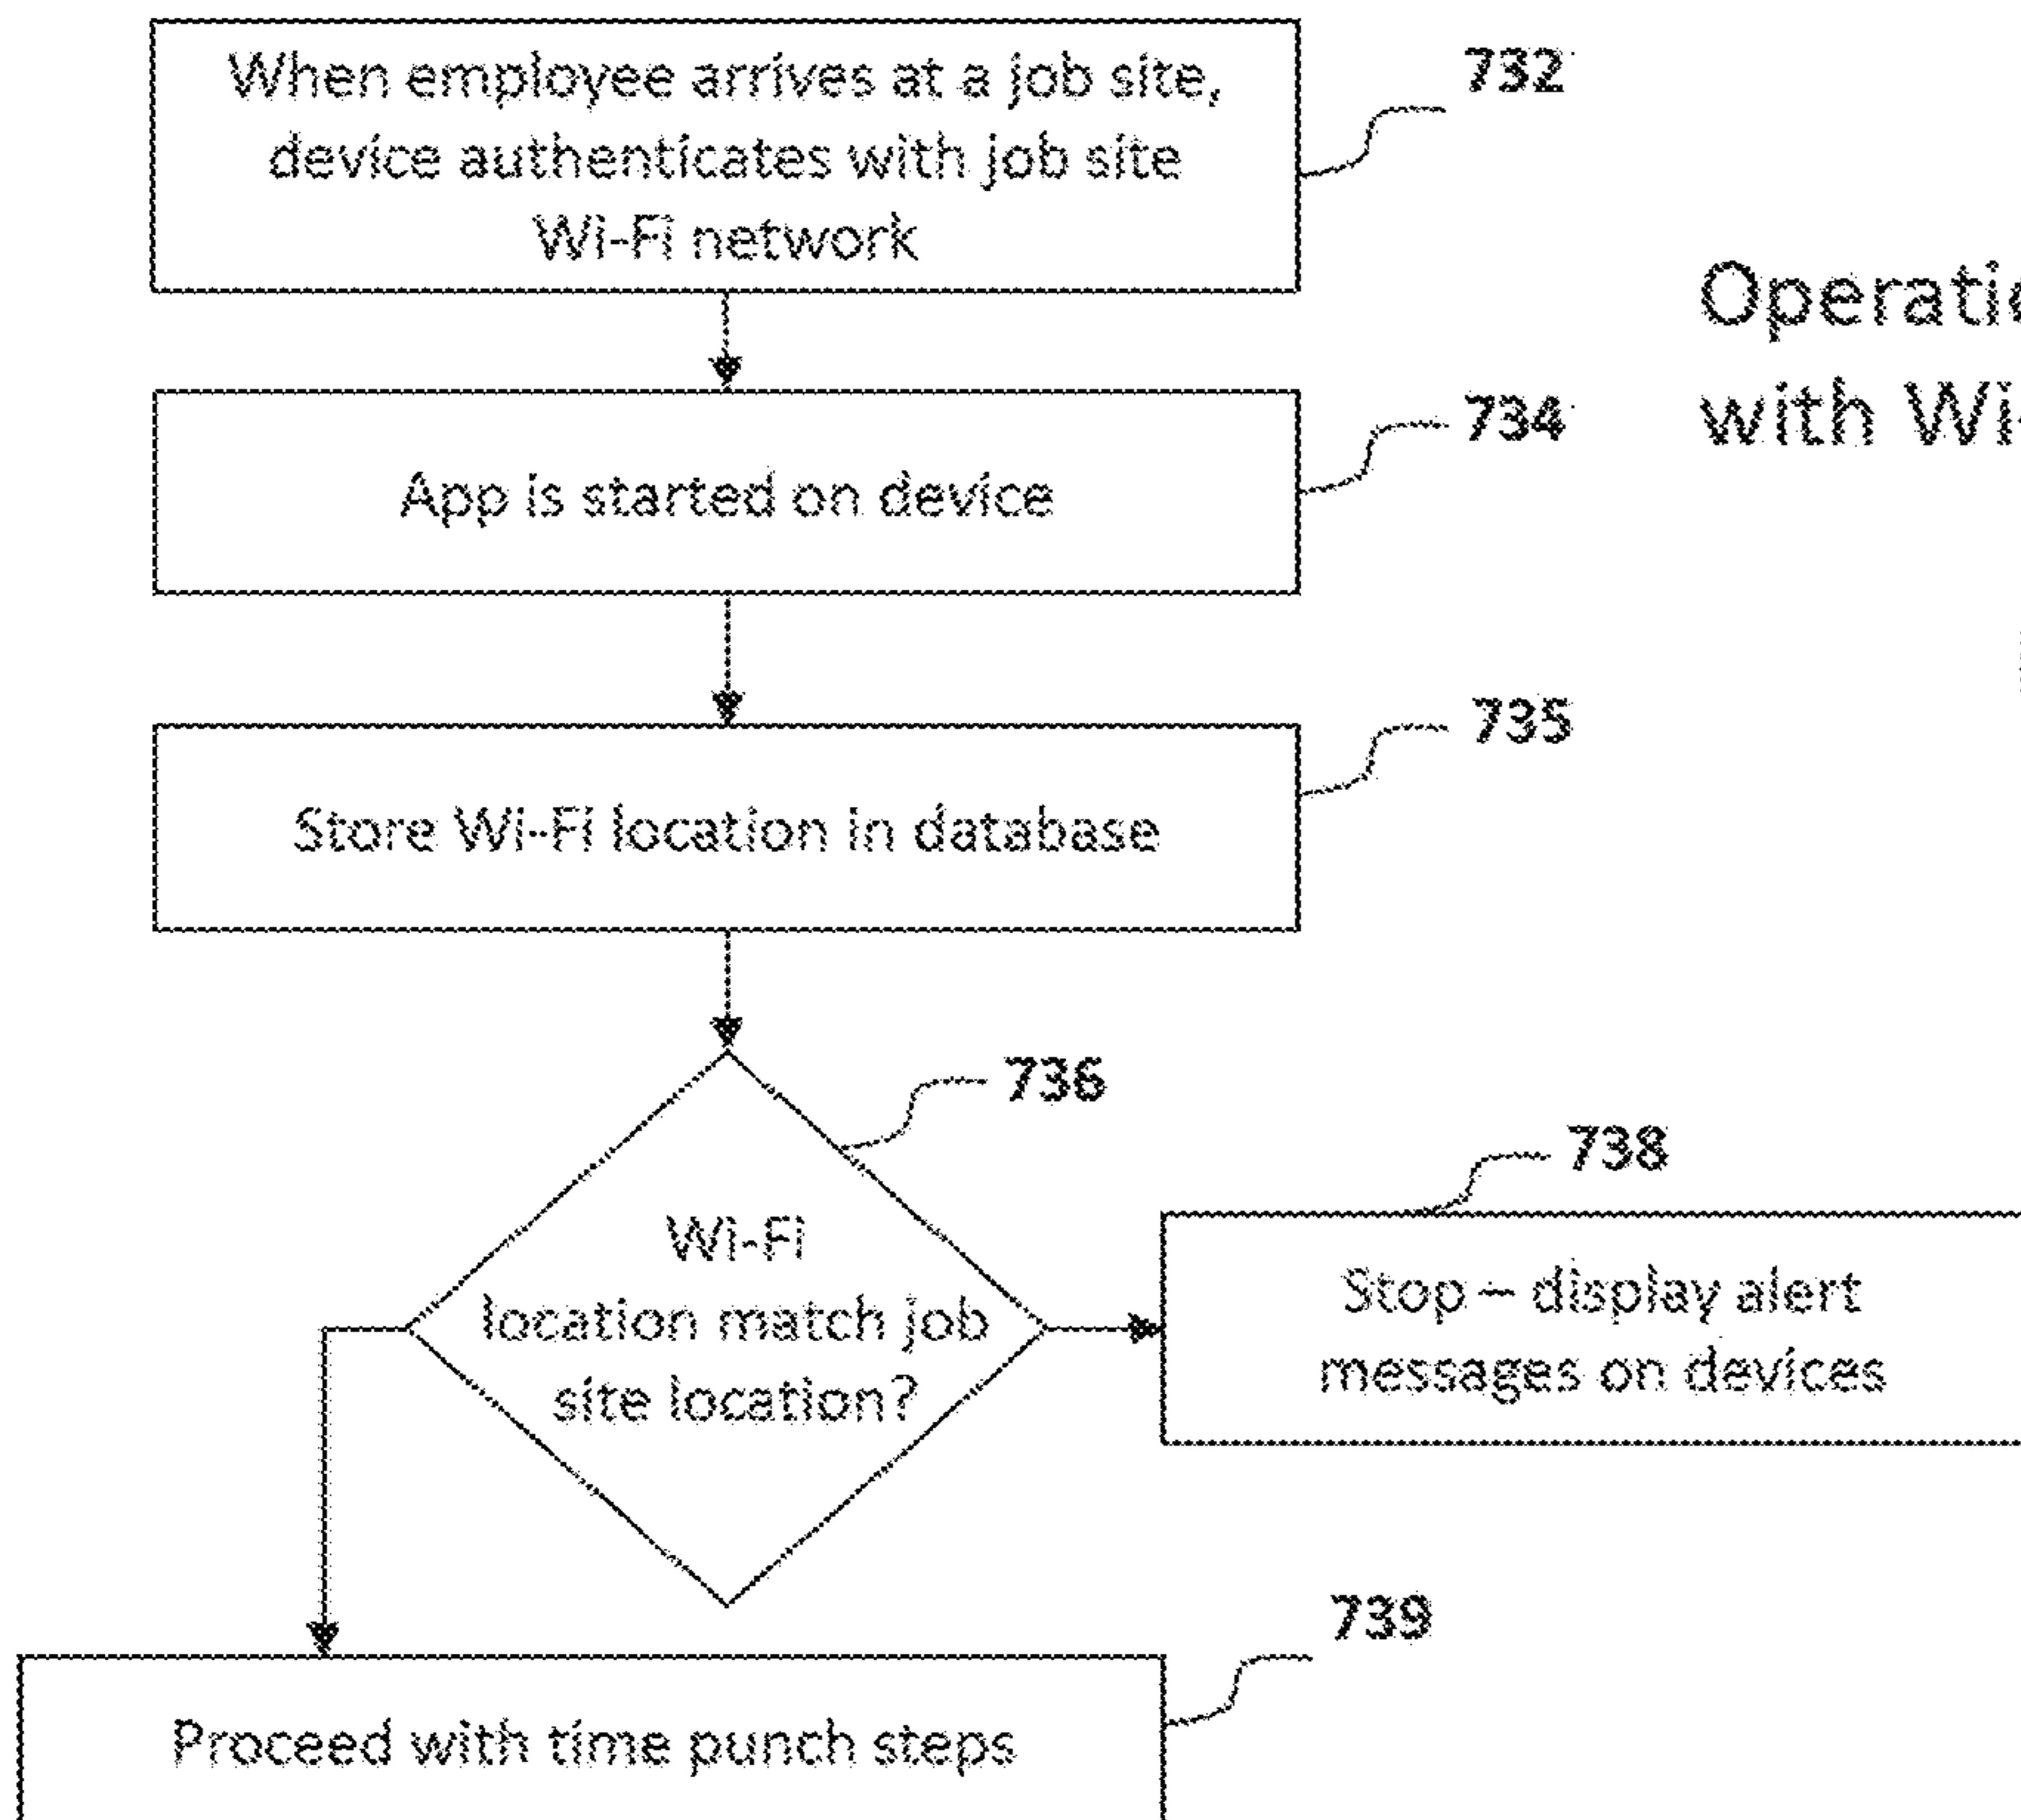 When employee arrives at a job site,
device authenticates with job site
Wi-Fi network
732
App is started on device
734
Store Wi-Fi location in database
735
Wi-Fi
location match job
site location?
736
Stop – display alert
messages on devices
738
Proceed with time punch steps
739
with